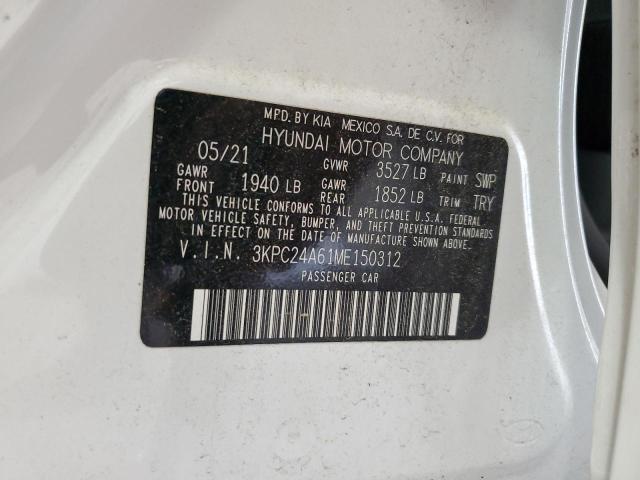 MFD. BY KIA MEXICO S.A. DE C.V. FOR
HYUNDAI MOTOR COMPANY
05/21 GVWR 3527 LB PAINT SWP
GAWR FRONT 1940 LB GAWR REAR 1852 LB TRIM TRY
THIS VEHICLE CONFORMS TO ALL APPLICABLE U.S.A. FEDERAL
MOTOR VEHICLE SAFETY, BUMPER, AND THEFT PREVENTION STANDARDS
IN EFFECT ON THE DATE OF MANUFACTURE SHOWN ABOVE.
V.I.N. 3KPC24A61ME150312
PASSENGER CAR